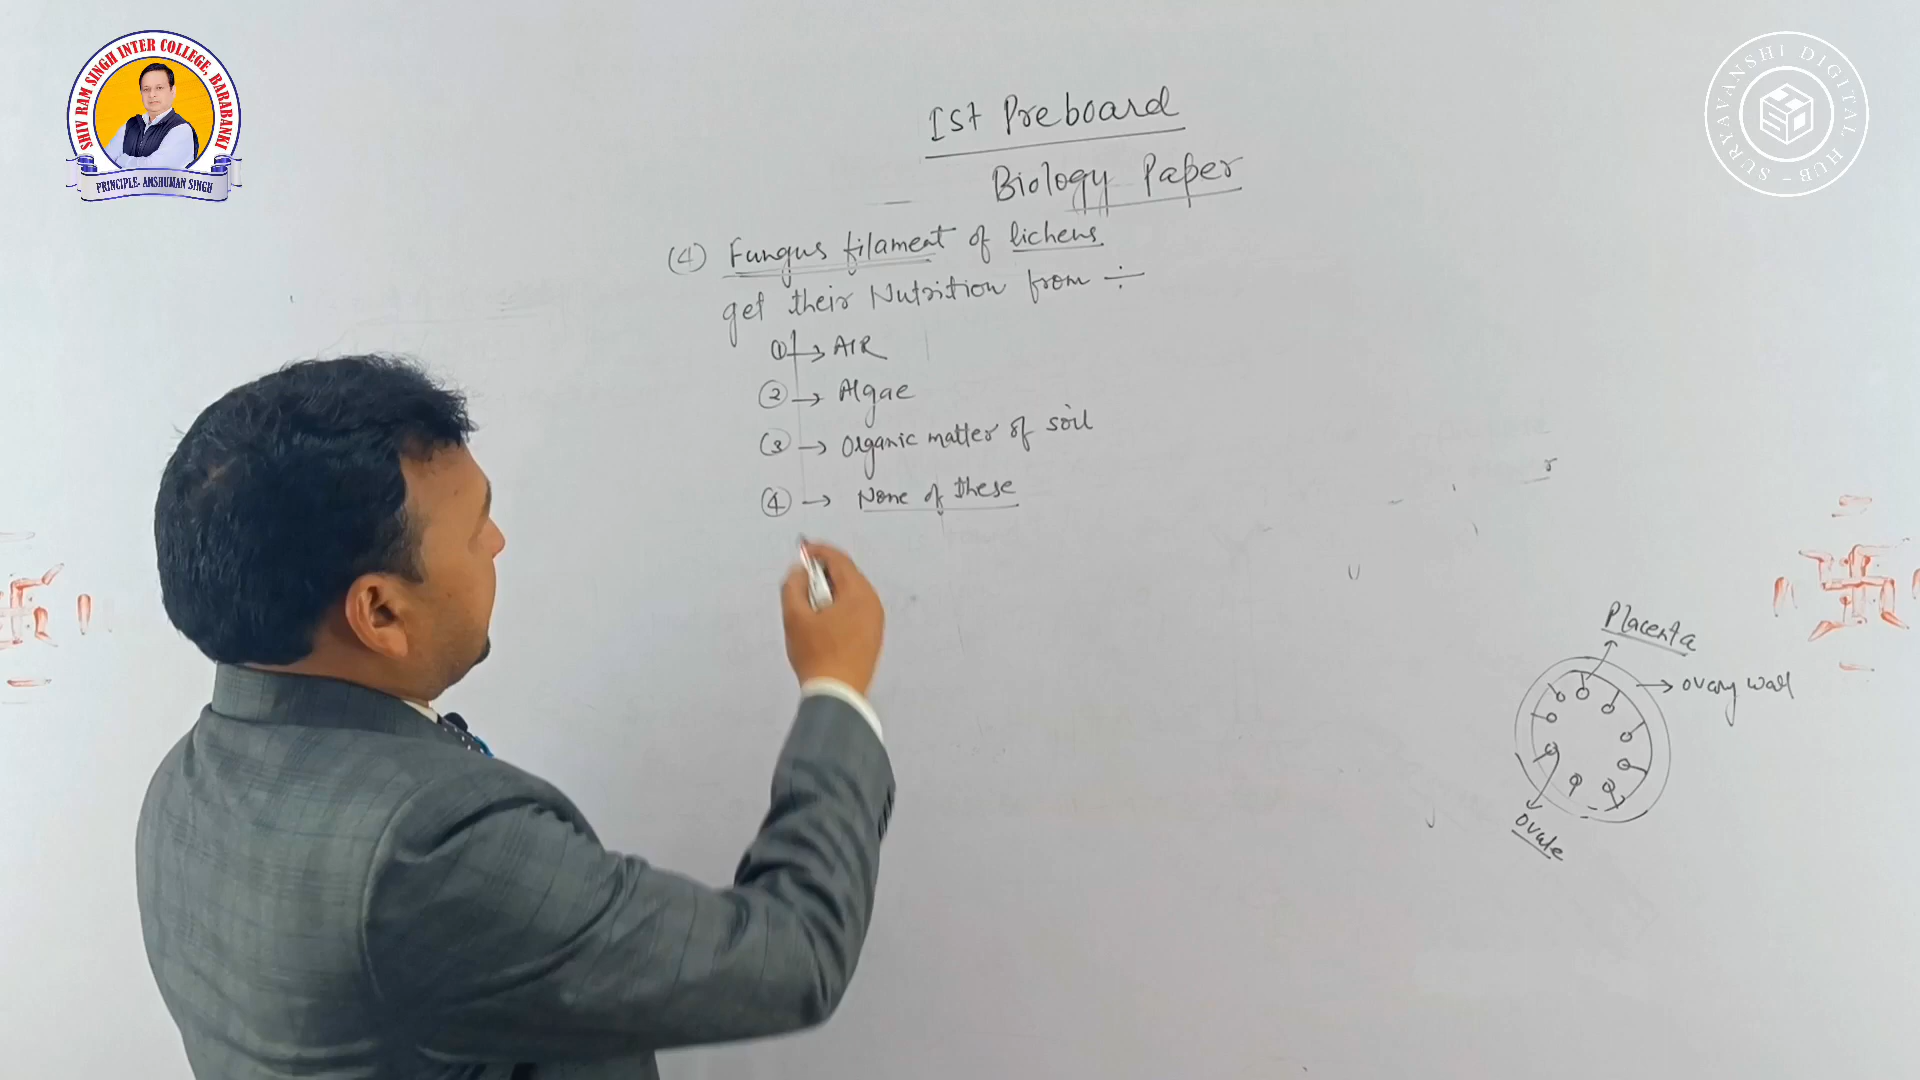 SHIV RAM SINGH INTER COLLEGE, BARABANKI
PRINCIPLE- ANSHUMAN SINGH
SURYAVANSHI DIGITAL HUB -
Ist Preboard
Biology Paper
(4) Fungus filament of lichens
get their Nutrition from ÷
① → AIR
② → Algae
(3) → Organic matter of soil
④ → None of these
Placenta
→ ovary wall
ovule